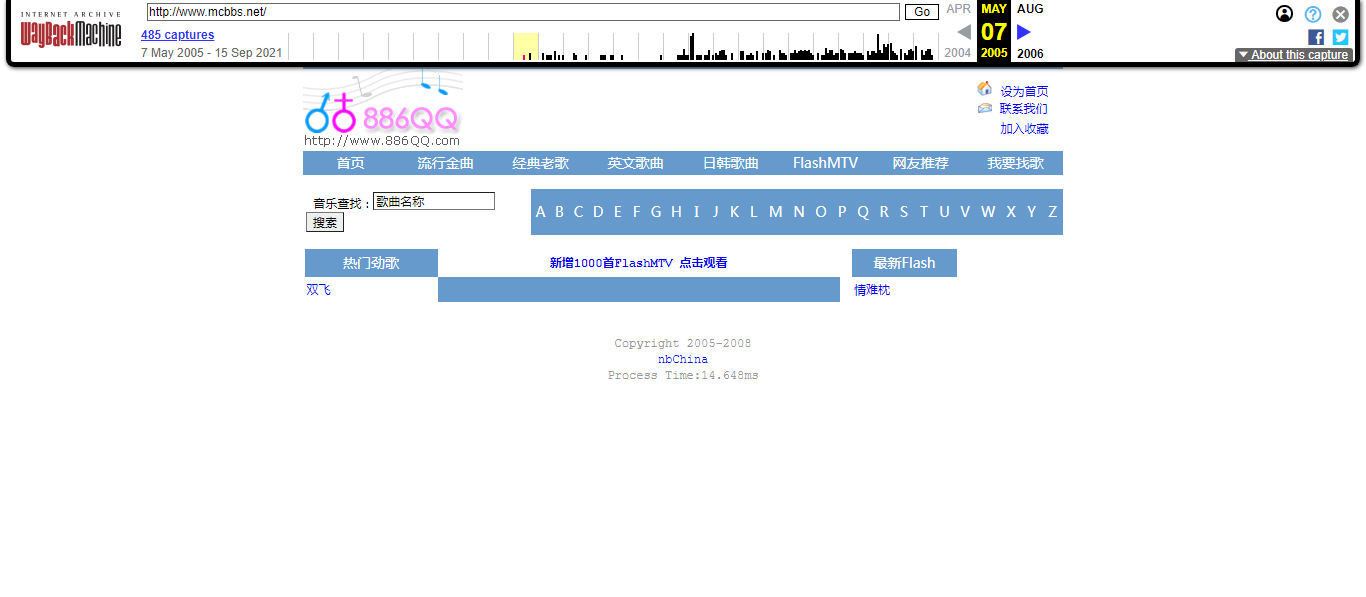 INTERNET ARCHIVE
WayBackMachine
http://www.mcbbs.net/
Go
APR
MAY
AUG
485 captures
07
7 May 2005 - 15 Sep 2021
2004
2005
2006
About this capture
886QQ
http://www.886QQ.com
设为首页
联系我们
加入收藏
首页 流行金曲 经典老歌 英文歌曲 日韩歌曲 FlashMTV 网友推荐 我要找歌
音乐查找：歌曲名称
搜索
A B C D E F G H I J K L M N O P Q R S T U V W X Y Z
热门劲歌
新增1000首FlashMTV 点击观看
最新Flash
双飞
情难枕
Copyright 2005-2008
nbChina
Process Time:14.648ms